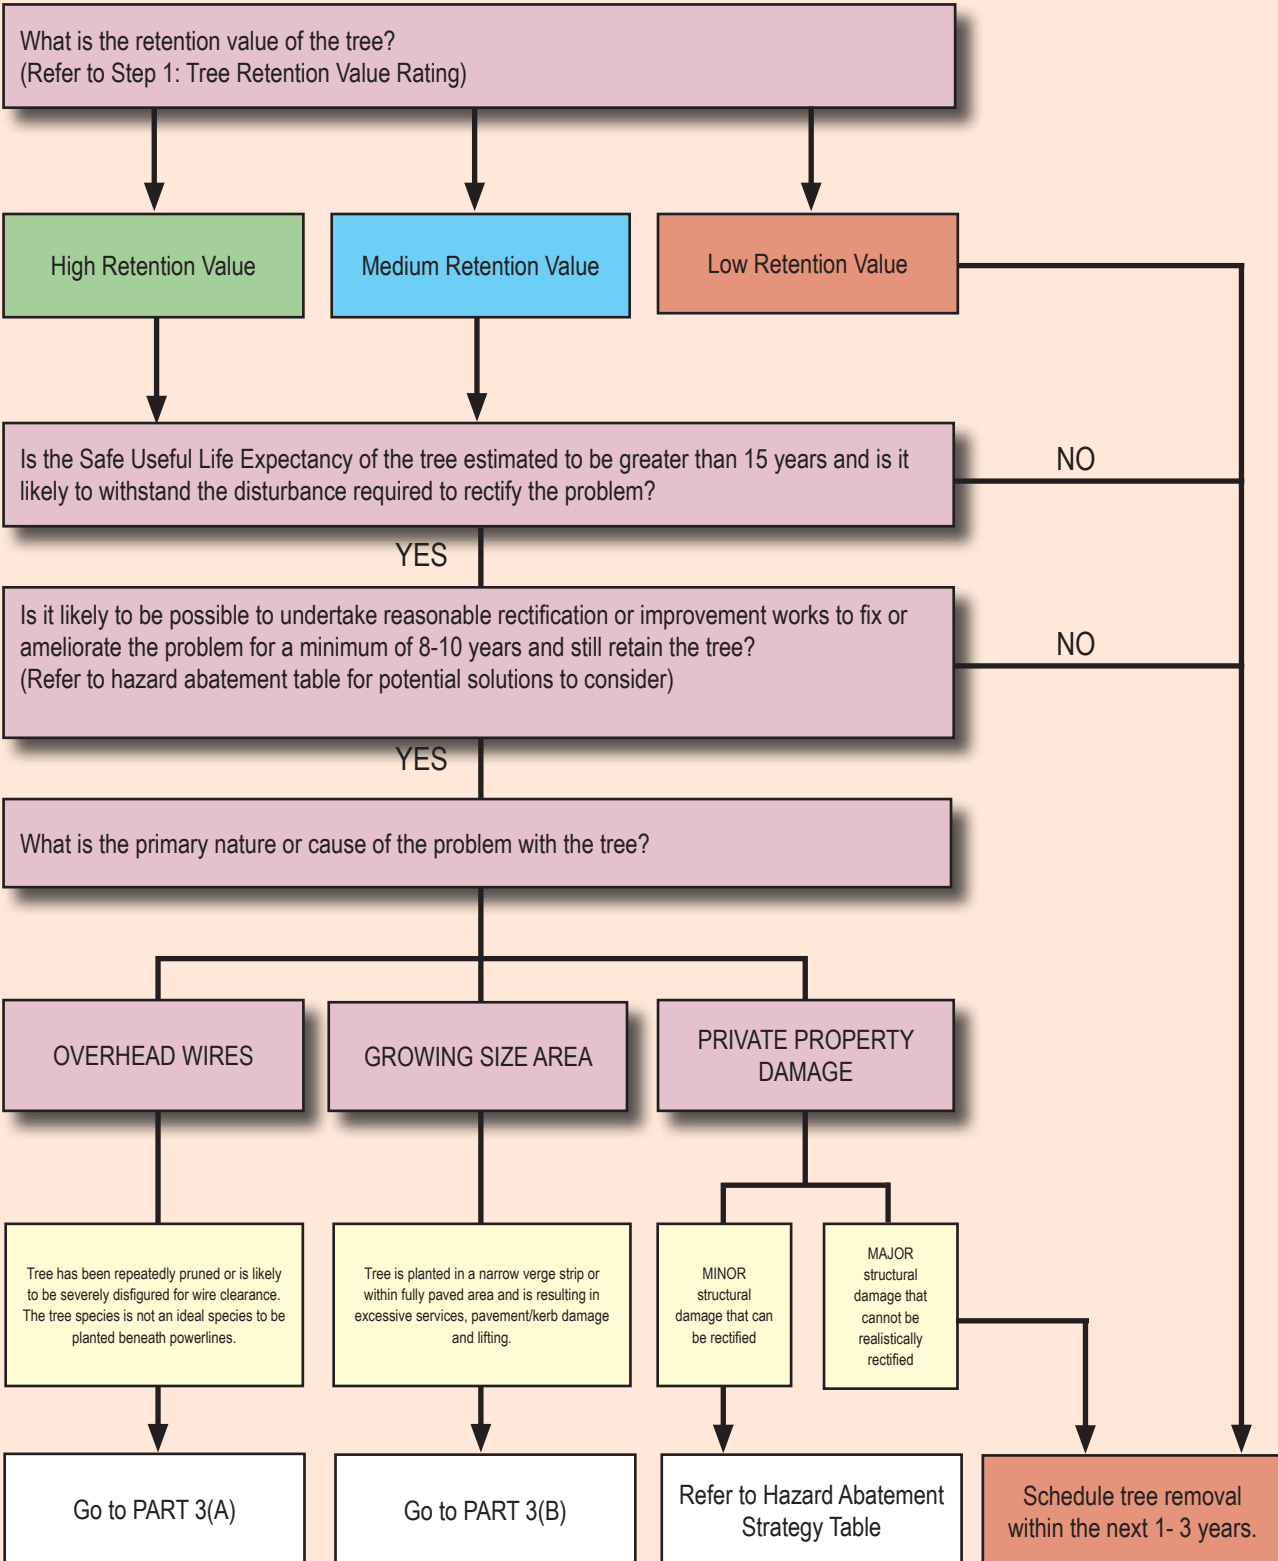 What is the retention value of the tree?
(Refer to Step 1: Tree Retention Value Rating)
High Retention Value
Medium Retention Value
Low Retention Value
Is the Safe Useful Life Expectancy of the tree estimated to be greater than 15 years and is it
likely to withstand the disturbance required to rectify the problem?
NO
YES
Is it likely to be possible to undertake reasonable rectification or improvement works to fix or
ameliorate the problem for a minimum of 8-10 years and still retain the tree?
(Refer to hazard abatement table for potential solutions to consider)
NO
YES
What is the primary nature or cause of the problem with the tree?
OVERHEAD WIRES
GROWING SIZE AREA
PRIVATE PROPERTY
DAMAGE
Tree has been repeatedly pruned or is likely
to be severely disfigured for wire clearance.
The tree species is not an ideal species to be
planted beneath powerlines.
Tree is planted in a narrow verge strip or
within fully paved area and is resulting in
excessive services, pavement/kerb damage
and lifting.
MINOR
structural
damage that can
be rectified
MAJOR
structural
damage that
cannot be
realistically
rectified
Go to PART 3(A)
Go to PART 3(B)
Refer to Hazard Abatement
Strategy Table
Schedule tree removal
within the next 1- 3 years.